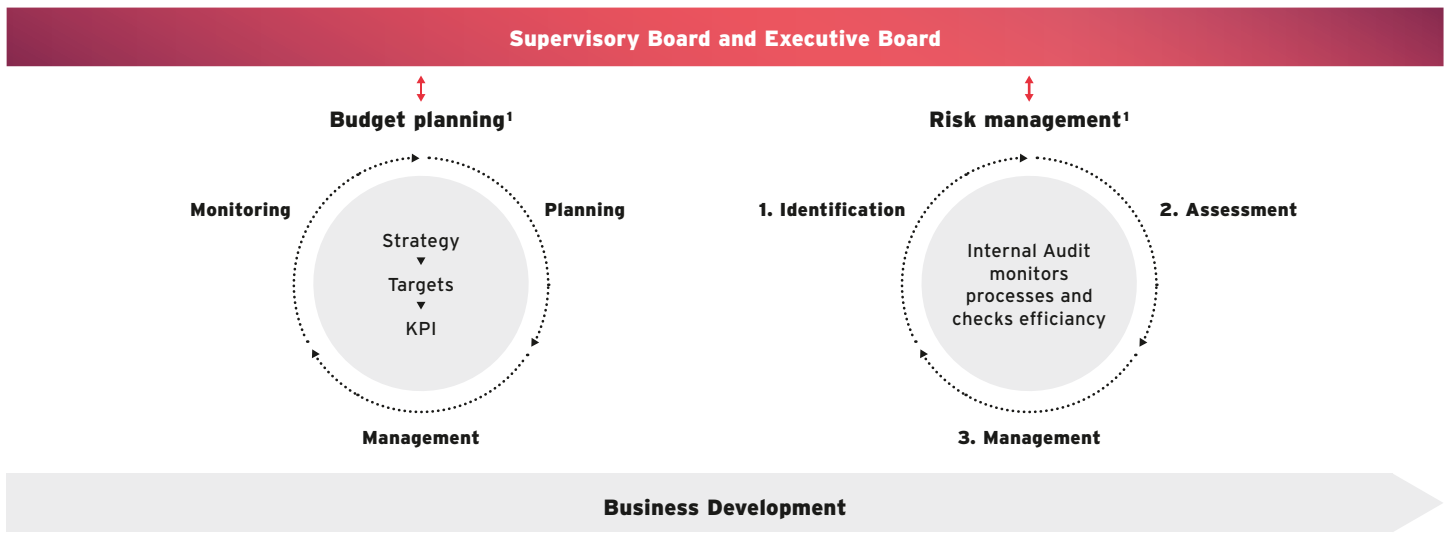 Supervisory Board and Executive Board
Budget planning¹
Risk management¹
Monitoring
Planning
Strategy
Targets
KPI
Management
1. Identification
2. Assessment
Internal Audit
monitors
processes and
checks efficiancy
3. Management
Business Development